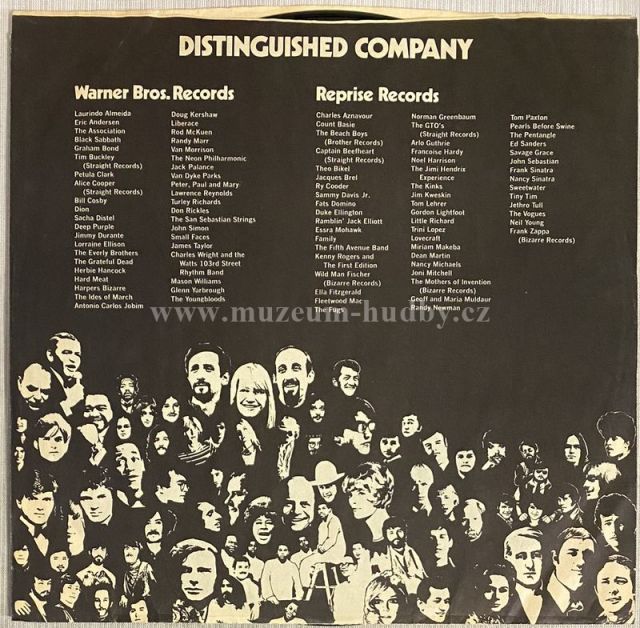 DISTINGUISHED COMPANY
Warner Bros. Records
Laurindo Almeida
Eric Andersen
The Association
Black Sabbath
Graham Bond
Tim Buckley
(Straight Records)
Petula Clark
Alice Cooper
(Straight Records)
Bill Cosby
Dion
Sacha Distel
Deep Purple
Jimmy Durante
Lorraine Ellison
The Everly Brothers
The Grateful Dead
Herbie Hancock
Hard Meat
Harpers Bizarre
The Ides of March
Antonio Carlos Jobim
Doug Kershaw
Liberace
Rod McKuen
Randy Marr
Van Morrison
The Neon Philharmonic
Jack Palance
Van Dyke Parks
Peter, Paul and Mary
Lawrence Reynolds
Turley Richards
Don Rickles
The San Sebastian Strings
John Simon
Small Faces
James Taylor
Charles Wright and the
Watts 103rd Street
Rhythm Band
Mason Williams
Glenn Yarbrough
The Youngbloods
Reprise Records
Charles Aznavour
Count Basie
The Beach Boys
(Brother Records)
Captain Beefheart
(Straight Records)
Theo Bikel
Jacques Brel
Ry Cooder
Sammy Davis Jr.
Fats Domino
Duke Ellington
Ramblin' Jack Elliott
Essra Mohawk
Family
The Fifth Avenue Band
Kenny Rogers and
The First Edition
Wild Man Fischer
(Bizarre Records)
Ella Fitzgerald
Fleetwood Mac
The Fugs
Norman Greenbaum
The GTO's
(Straight Records)
Arlo Guthrie
Francoise Hardy
Noel Harrison
The Jimi Hendrix
Experience
The Kinks
Jim Kweskin
Tom Lehrer
Gordon Lightfoot
Little Richard
Trini Lopez
Lovecraft
Miriam Makeba
Dean Martin
Nancy Michaels
Joni Mitchell
The Mothers of Invention
(Bizarre Records)
Geoff and Maria Muldaur
Randy Newman
Tom Paxton
Pearls Before Swine
The Pentangle
Ed Sanders
Savage Grace
John Sebastian
Frank Sinatra
Nancy Sinatra
Sweetwater
Tiny Tim
Jethro Tull
The Vogues
Neil Young
Frank Zappa
(Bizarre Records)
www.muzeum-hudby.cz